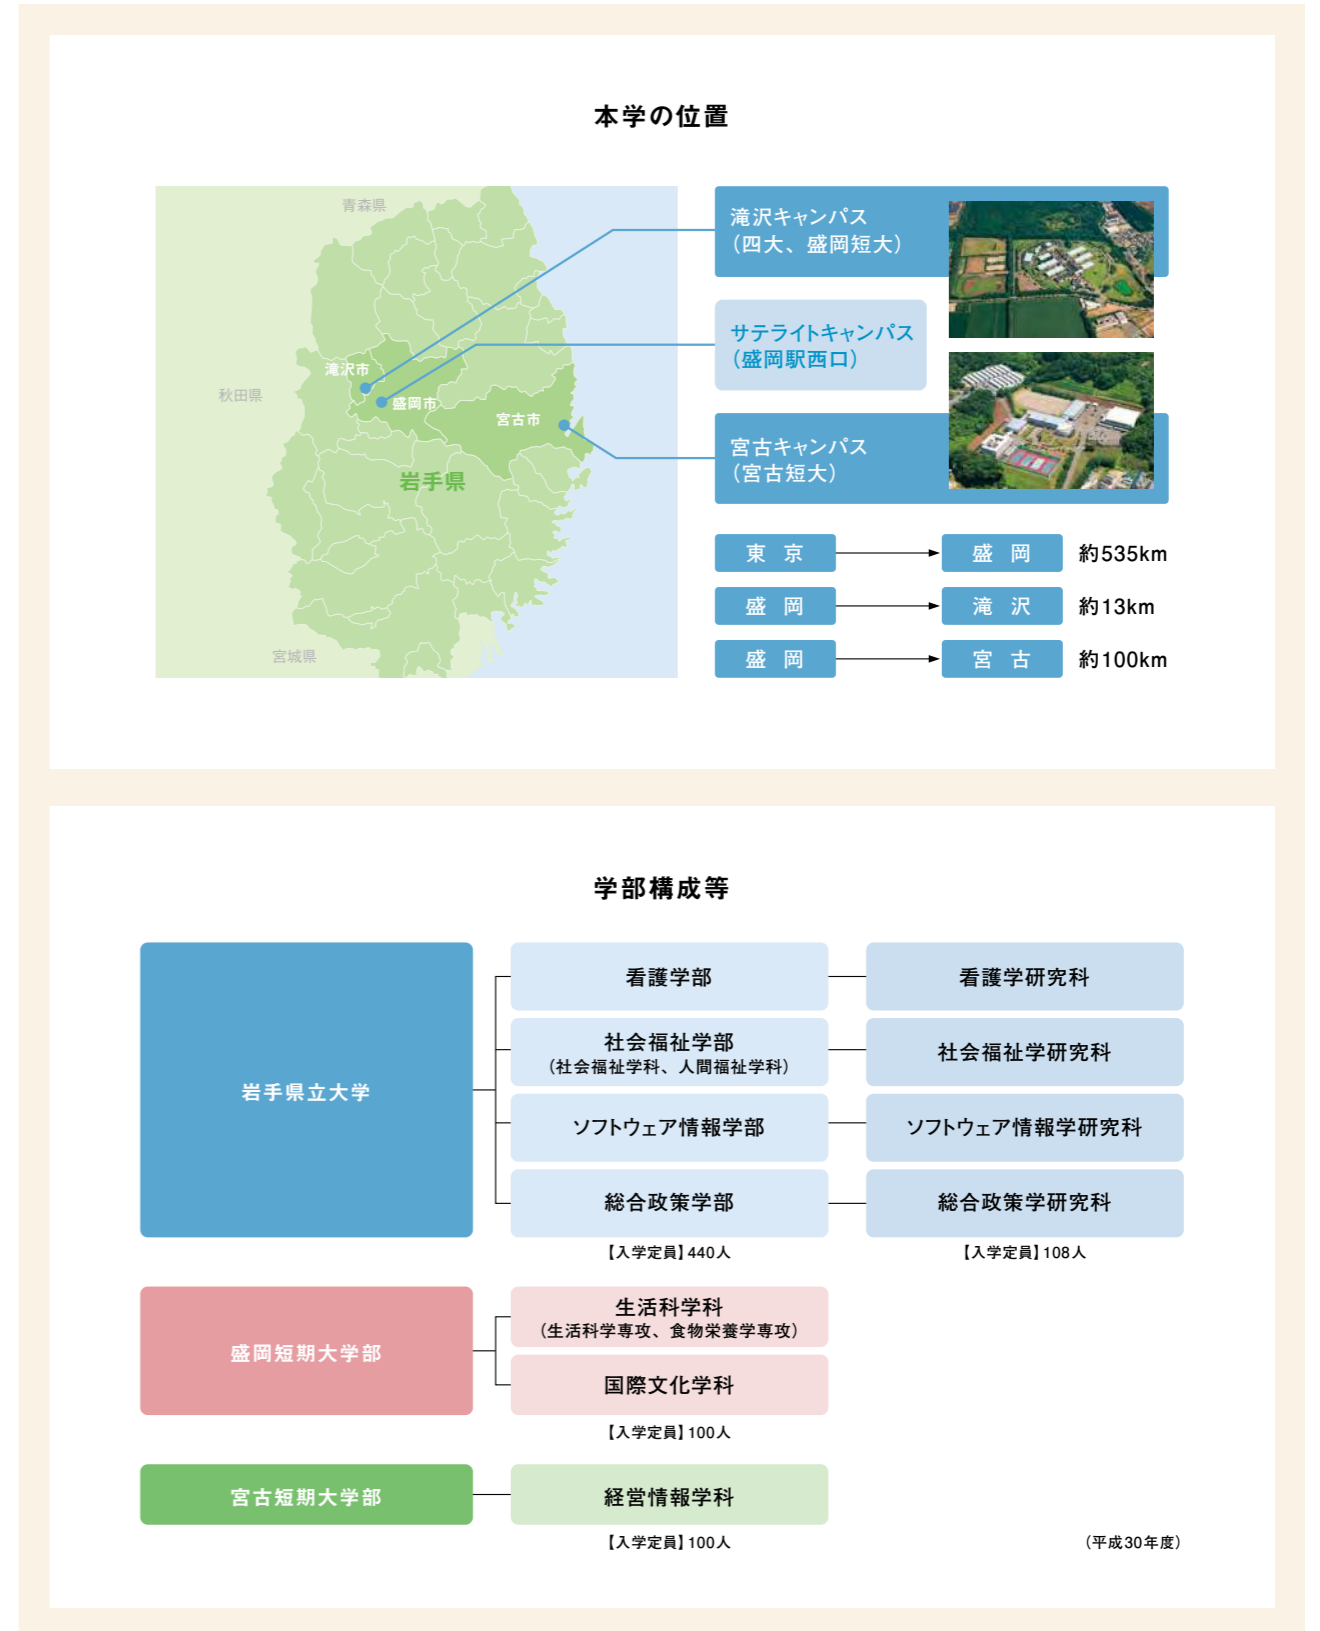 本学の位置
青森県
秋田県
滝沢市
盛岡市
宮古市
岩手県
宮城県
滝沢キャンパス
（四大、盛岡短大）
サテライトキャンパス
（盛岡駅西口）
宮古キャンパス
（宮古短大）
東京 盛岡 約535km
盛岡 滝沢 約13km
盛岡 宮古 約100km
学部構成等
岩手県立大学
看護学部
看護学研究科
社会福祉学部
（社会福祉学科、人間福祉学科）
社会福祉学研究科
ソフトウェア情報学部
ソフトウェア情報学研究科
総合政策学部
総合政策学研究科
【入学定員】440人
【入学定員】108人
盛岡短期大学部
生活科学科
（生活科学専攻、食物栄養学専攻）
国際文化学科
【入学定員】100人
宮古短期大学部
経営情報学科
【入学定員】100人
（平成30年度）